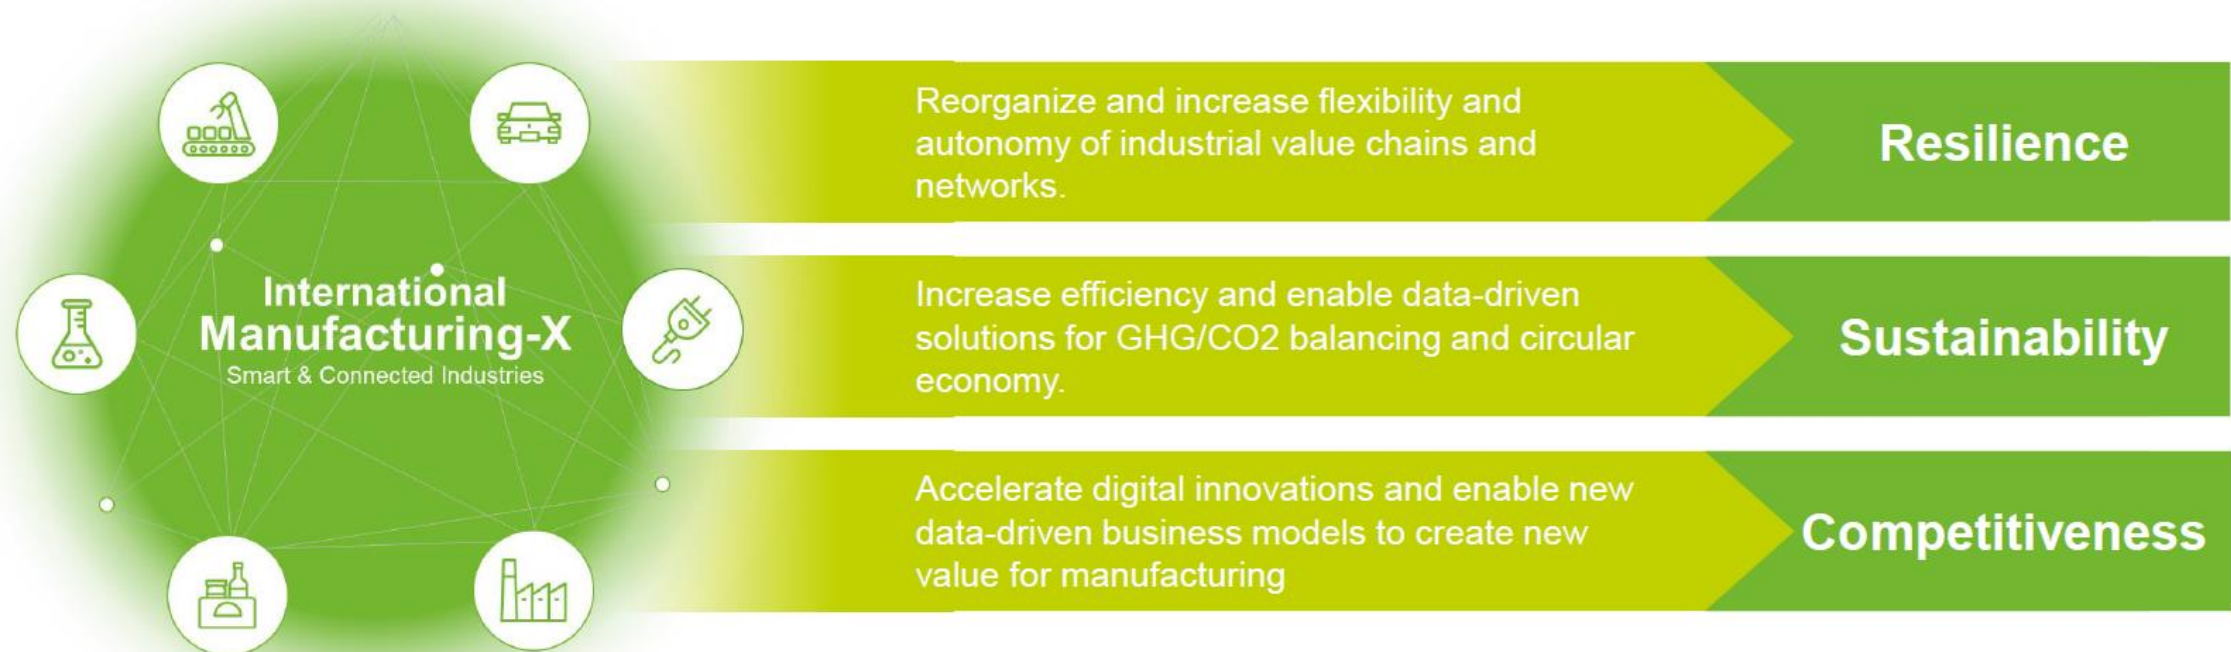 International
Manufacturing-X
Smart & Connected Industries
Reorganize and increase flexibility and
autonomy of industrial value chains and
networks.
Resilience
Increase efficiency and enable data-driven
solutions for GHG/CO2 balancing and circular
economy.
Sustainability
Accelerate digital innovations and enable new
data-driven business models to create new
value for manufacturing
Competitiveness